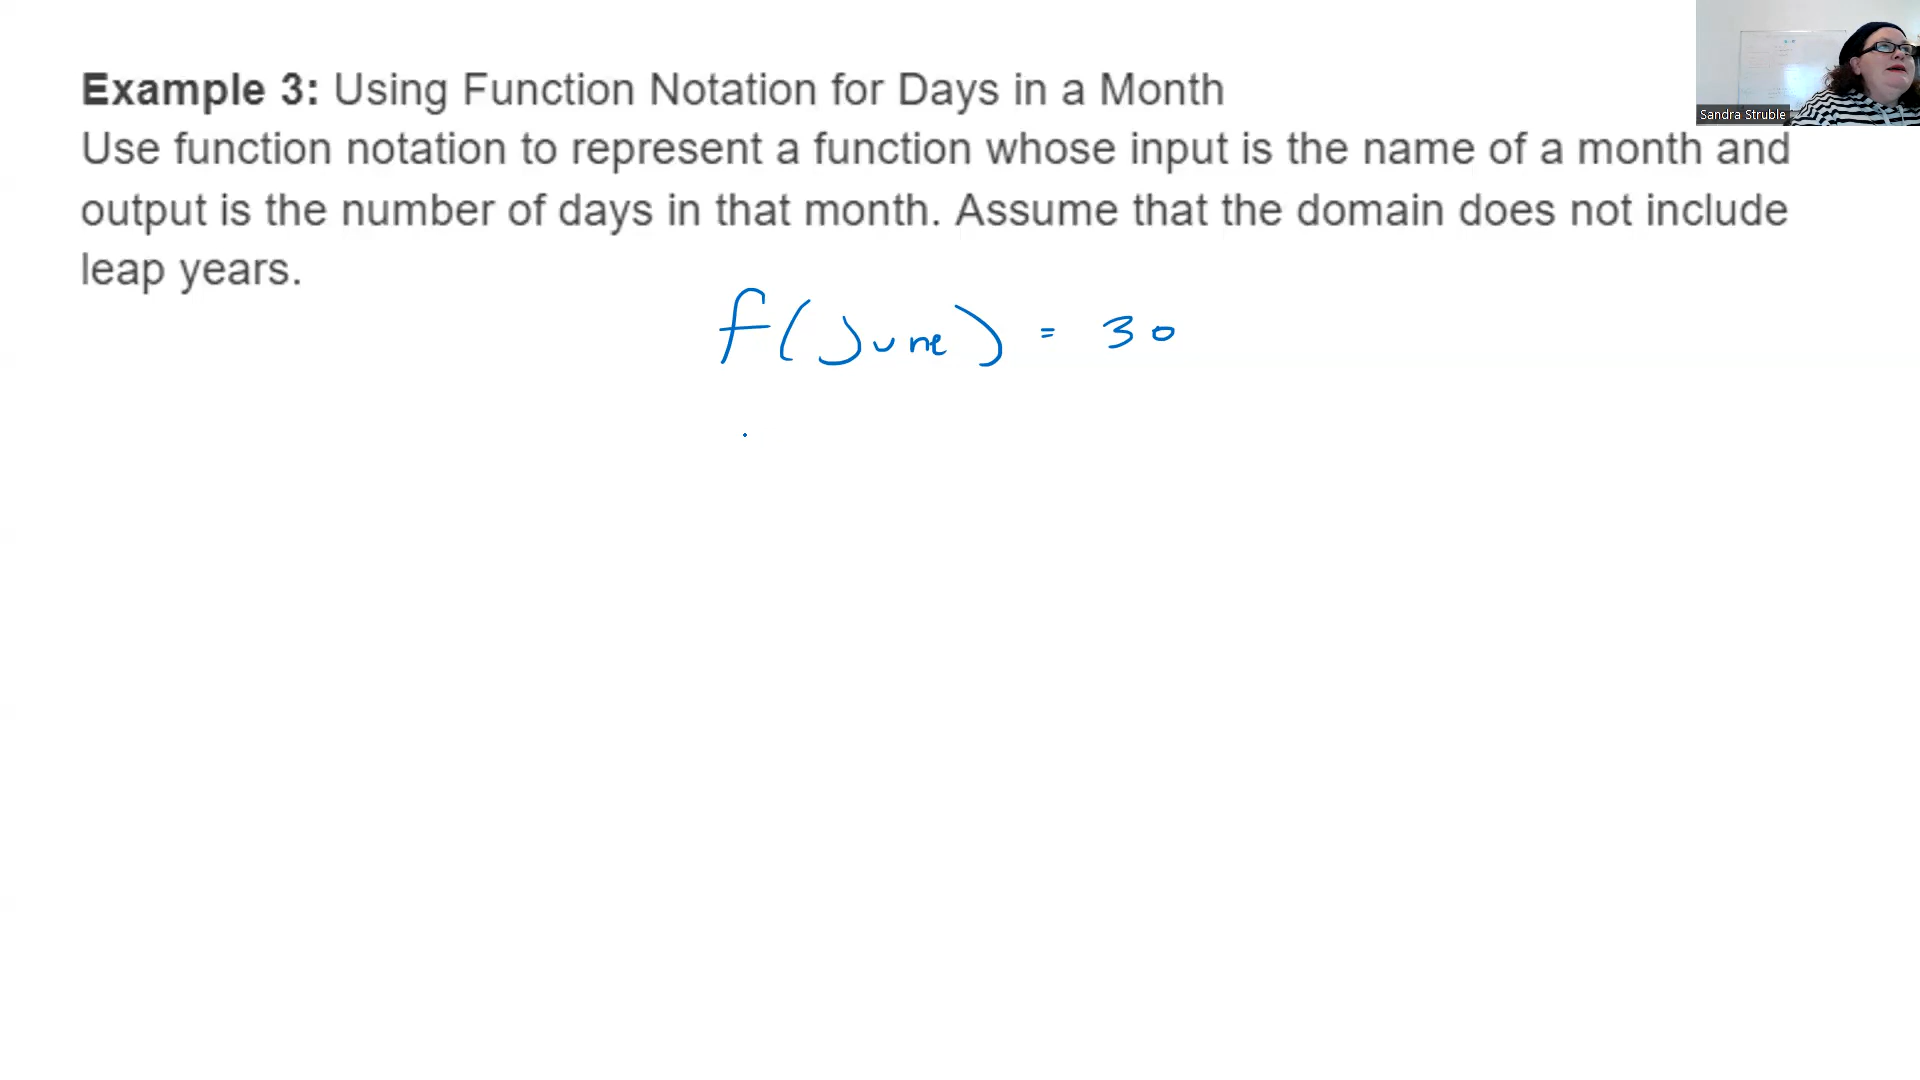 Example 3: Using Function Notation for Days in a Month
Use function notation to represent a function whose input is the name of a month and
output is the number of days in that month. Assume that the domain does not include
leap years.
f(June) = 30
Sandra Struble